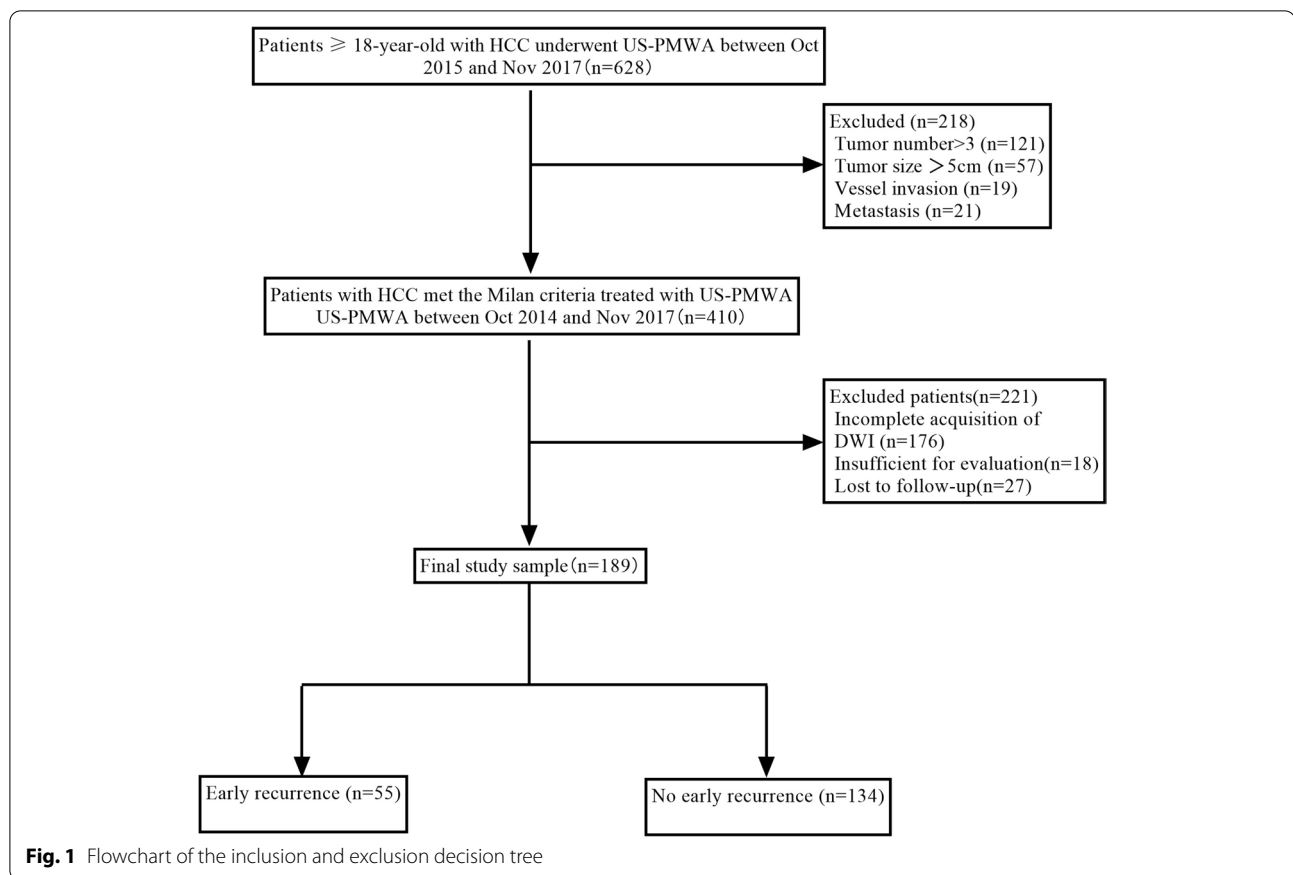 Patients ⩾ 18-year-old with HCC underwent US-PMWA between Oct
2015 and Nov 2017(n=628)
Excluded (n=218)
Tumor number>3 (n=121)
Tumor size >5cm (n=57)
Vessel invasion (n=19)
Metastasis (n=21)
Patients with HCC met the Milan criteria treated with US-PMWA
US-PMWA between Oct 2014 and Nov 2017(n=410)
Excluded patients(n=221)
Incomplete acquisition of
DWI (n=176)
Insufficient for evaluation(n=18)
Lost to follow-up(n=27)
Final study sample(n=189)
Early recurrence (n=55)
No early recurrence (n=134)
Fig. 1 Flowchart of the inclusion and exclusion decision tree